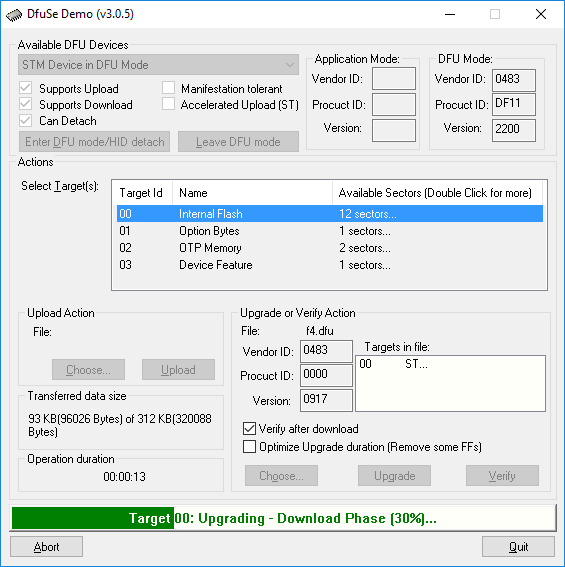 DfuSe Demo (v3.0.5)
Available DFU Devices
STM Device in DFU Mode
Supports Upload
Manifestation tolerant
Supports Download
Accelerated Upload (ST)
Can Detach
Enter DFU mode/HID detach
Leave DFU mode
Application Mode:
Vendor ID:
Procuct ID:
Version:
DFU Mode:
Vendor ID: 0483
Procuct ID: DF11
Version: 2200
Actions
Select Target(s):
Target Id Name Available Sectors (Double Click for more)
00 Internal Flash 12 sectors...
01 Option Bytes 1 sectors...
02 OTP Memory 2 sectors...
03 Device Feature 1 sectors...
Upload Action
File:
Choose...
Upload
Transferred data size
93 KB(96026 Bytes) of 312 KB(320088
Bytes)
Operation duration
00:00:13
Upgrade or Verify Action
File: f4.dfu
Vendor ID: 0483
Procuct ID: 0000
Version: 0917
Targets in file:
00 ST...
Verify after download
Optimize Upgrade duration (Remove some FFs)
Choose...
Upgrade
Verify
Target 00: Upgrading - Download Phase (30%)...
Abort
Quit